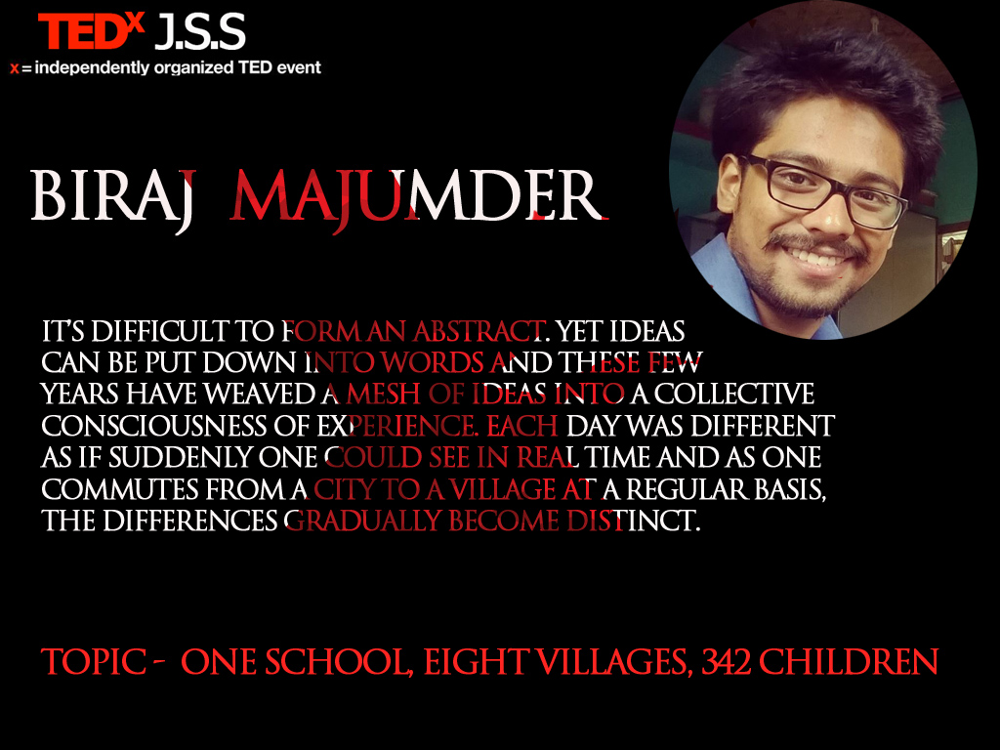 TEDx J.S.S
x = independently organized TED event
BIRAJ MAJUMDER
IT'S DIFFICULT TO FORM AN ABSTRACT. YET IDEAS
CAN BE PUT DOWN INTO WORDS AND THESE FEW
YEARS HAVE WEAVED A MESH OF IDEAS INTO A COLLECTIVE
CONSCIOUSNESS OF EXPERIENCE. EACH DAY WAS DIFFERENT
AS IF SUDDENLY ONE COULD SEE IN REAL TIME AND AS ONE
COMMUTES FROM A CITY TO A VILLAGE AT A REGULAR BASIS,
THE DIFFERENCES GRADUALLY BECOME DISTINCT.
TOPIC - ONE SCHOOL, EIGHT VILLAGES, 342 CHILDREN